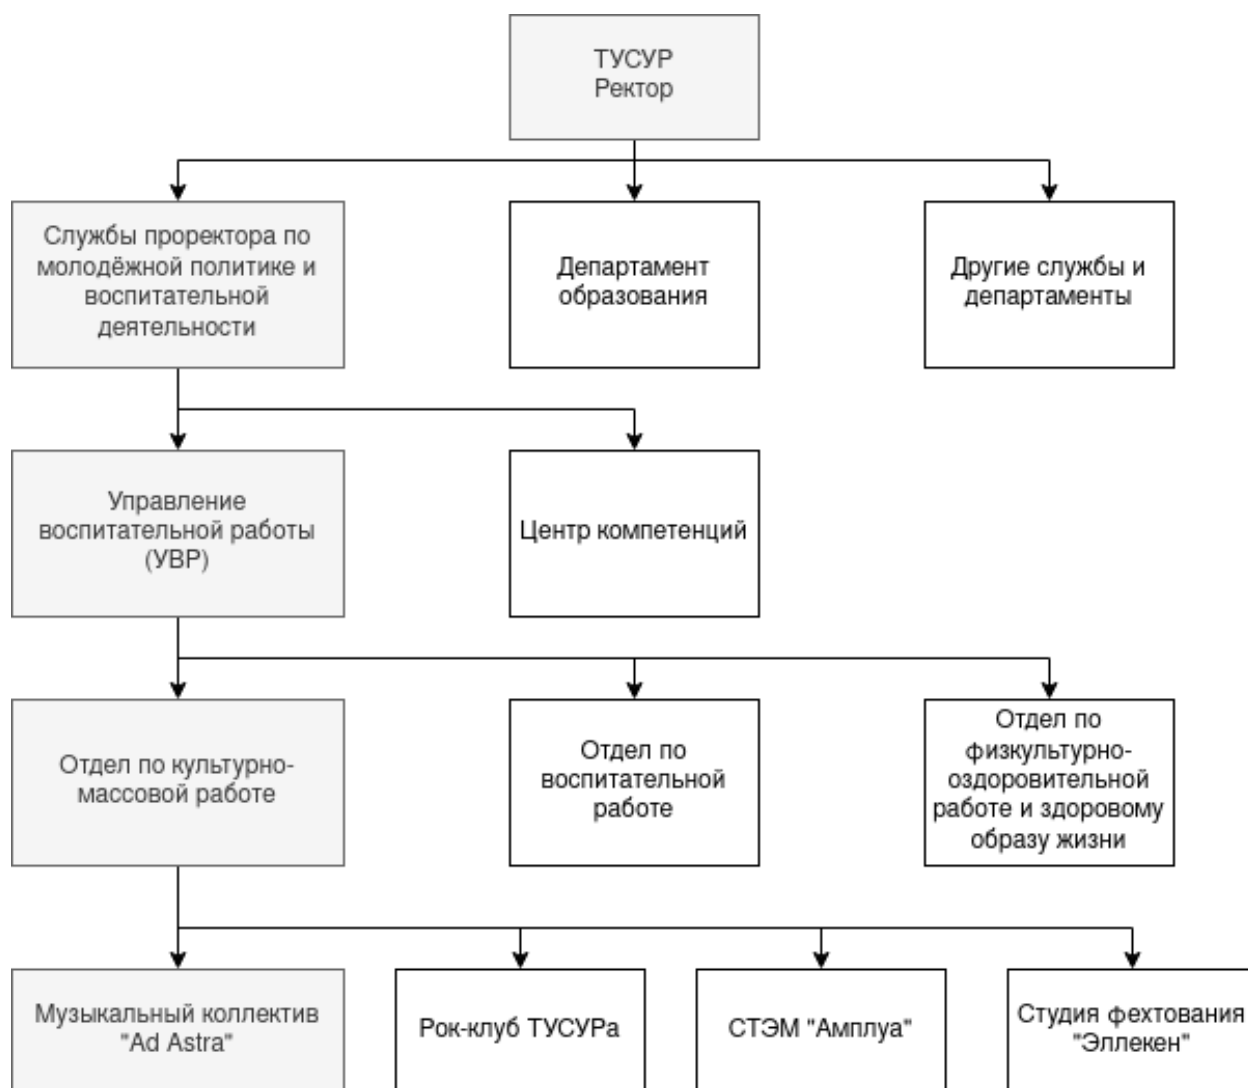 ТУСУР
Ректор
Службы проректора по
молодёжной политике и
воспитательной
деятельности
Департамент
образования
Другие службы и
департаменты
Управление
воспитательной работы
(УВР)
Центр компетенций
Отдел по культурно-
массовой работе
Отдел по
воспитательной
работе
Отдел по
физкультурно-
оздоровительной
работе и здоровому
образу жизни
Музыкальный коллектив
"Ad Astra"
Рок-клуб ТУСУРа
СТЭМ "Амплуа"
Студия фехтования
"Эллекен"